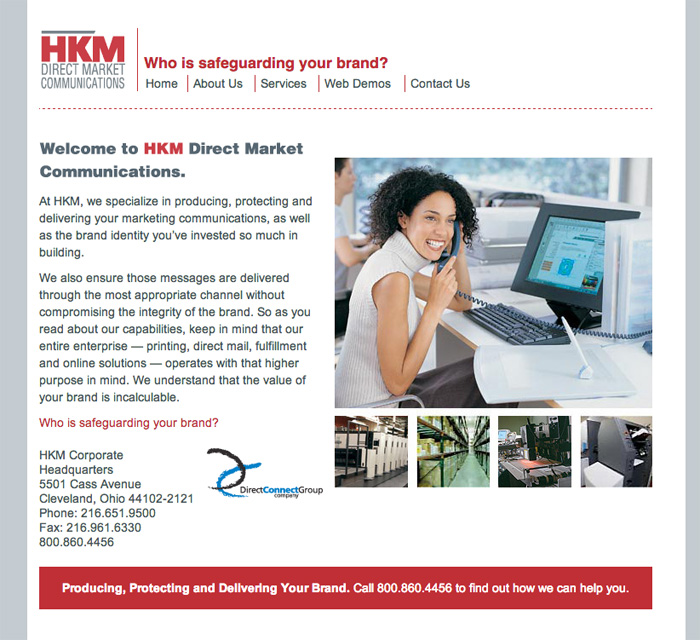 HKM
DIRECT MARKET
COMMUNICATIONS
Who is safeguarding your brand?
Home About Us Services Web Demos Contact Us
Welcome to HKM Direct Market
Communications.
At HKM, we specialize in producing, protecting and
delivering your marketing communications, as well
as the brand identity you’ve invested so much in
building.
We also ensure those messages are delivered
through the most appropriate channel without
compromising the integrity of the brand. So as you
read about our capabilities, keep in mind that our
entire enterprise — printing, direct mail, fulfillment
and online solutions — operates with that higher
purpose in mind. We understand that the value of
your brand is incalculable.
Who is safeguarding your brand?
HKM Corporate
Headquarters
5501 Cass Avenue
Cleveland, Ohio 44102-2121
Phone: 216.651.9500
Fax: 216.961.6330
800.860.4456
DirectConnectGroup
company
Producing, Protecting and Delivering Your Brand. Call 800.860.4456 to find out how we can help you.